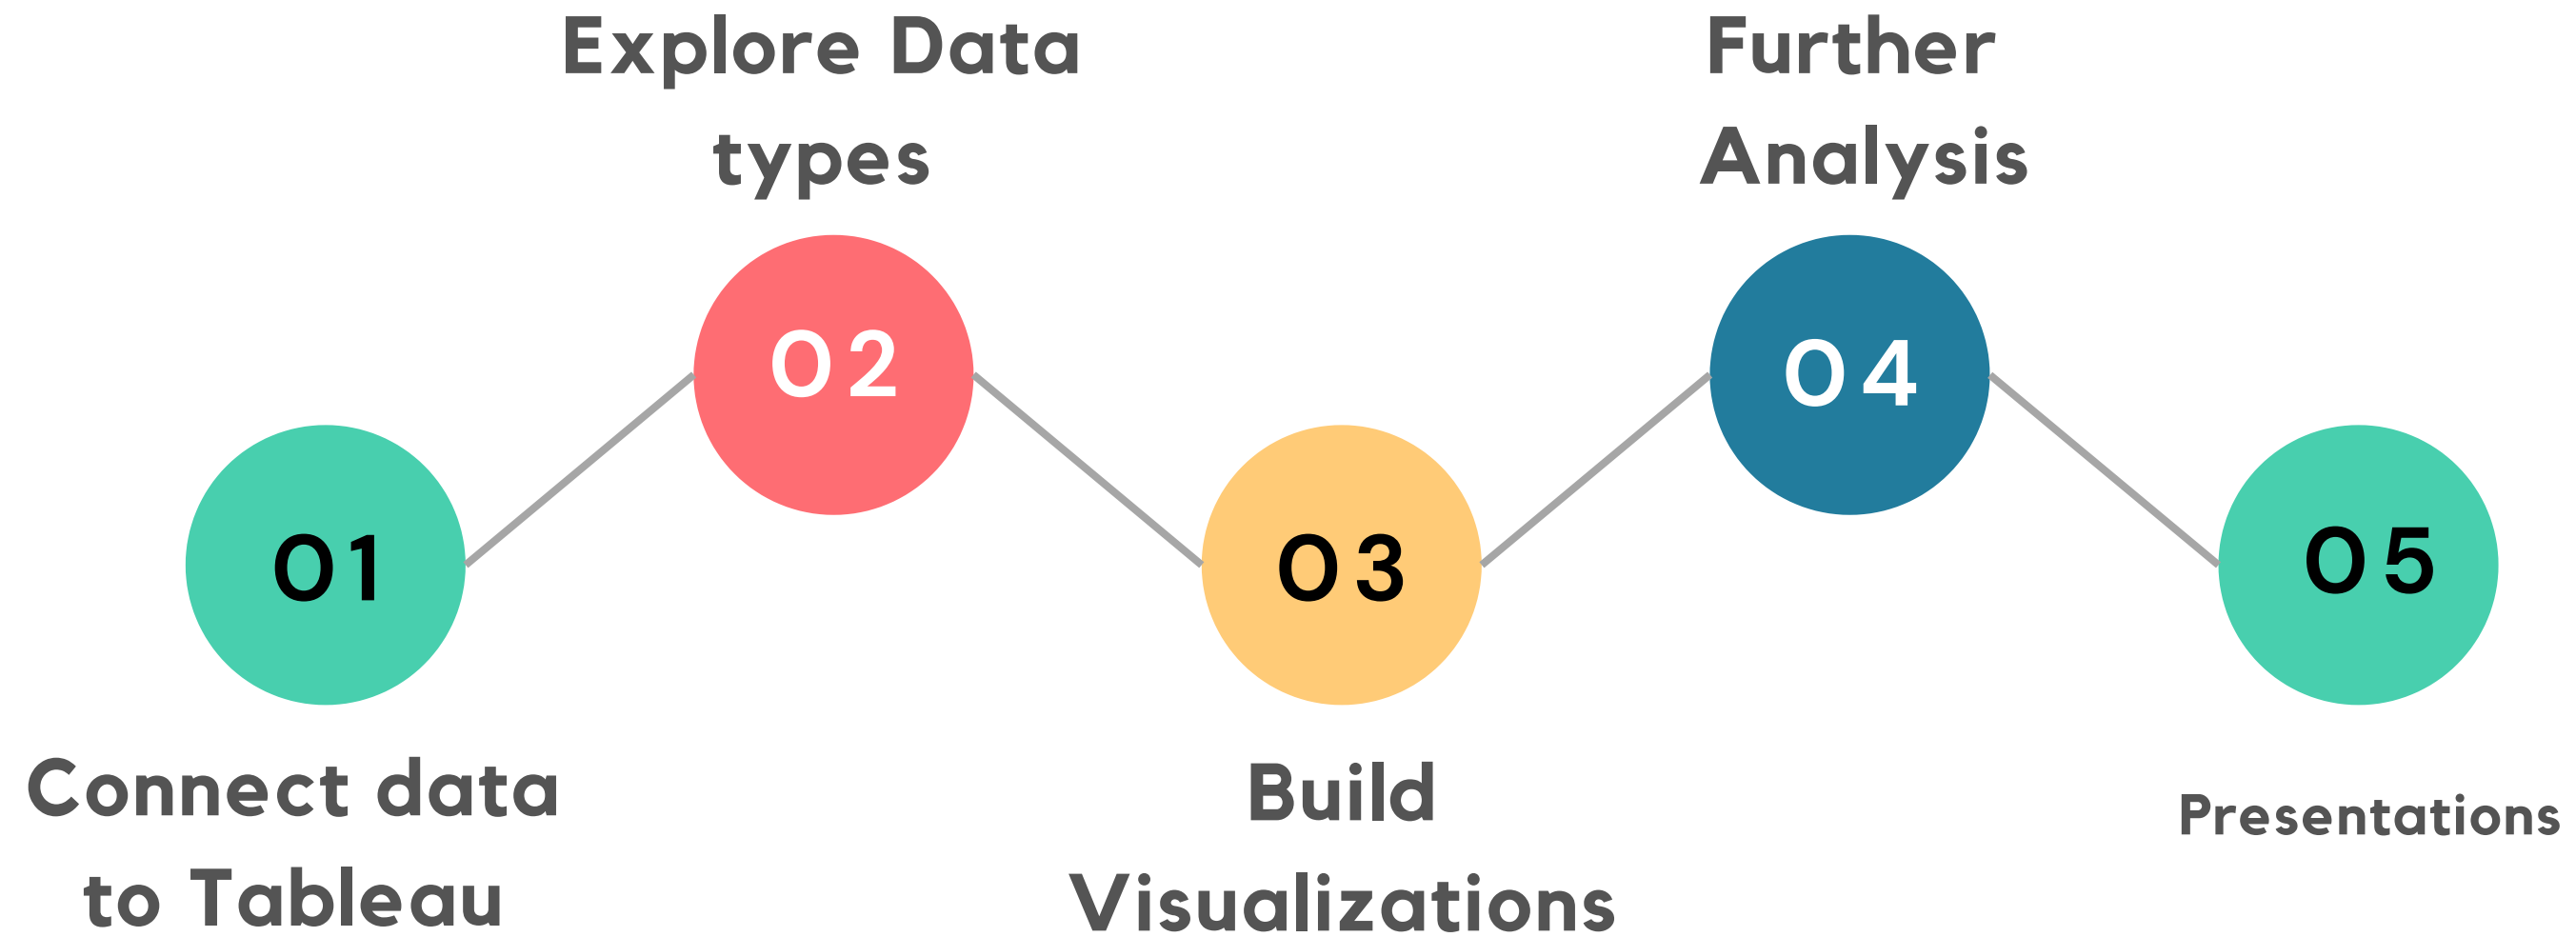 01
Connect data
to Tableau
Explore Data
types
02
03
Build
Visualizations
Further
Analysis
04
05
Presentations